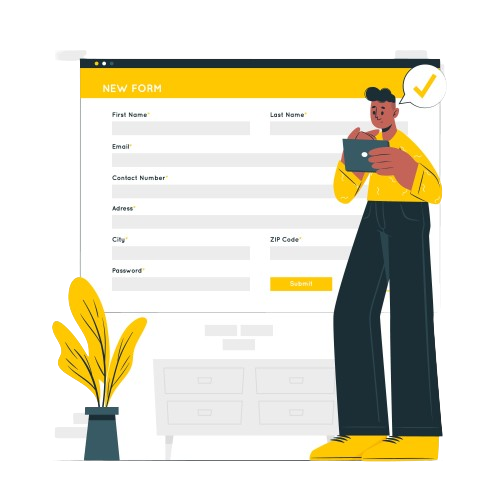 NEW FORM
First Name* Last Name*
Email*
Contact Number*
Adress*
City* ZIP Code*
Password*
Submit